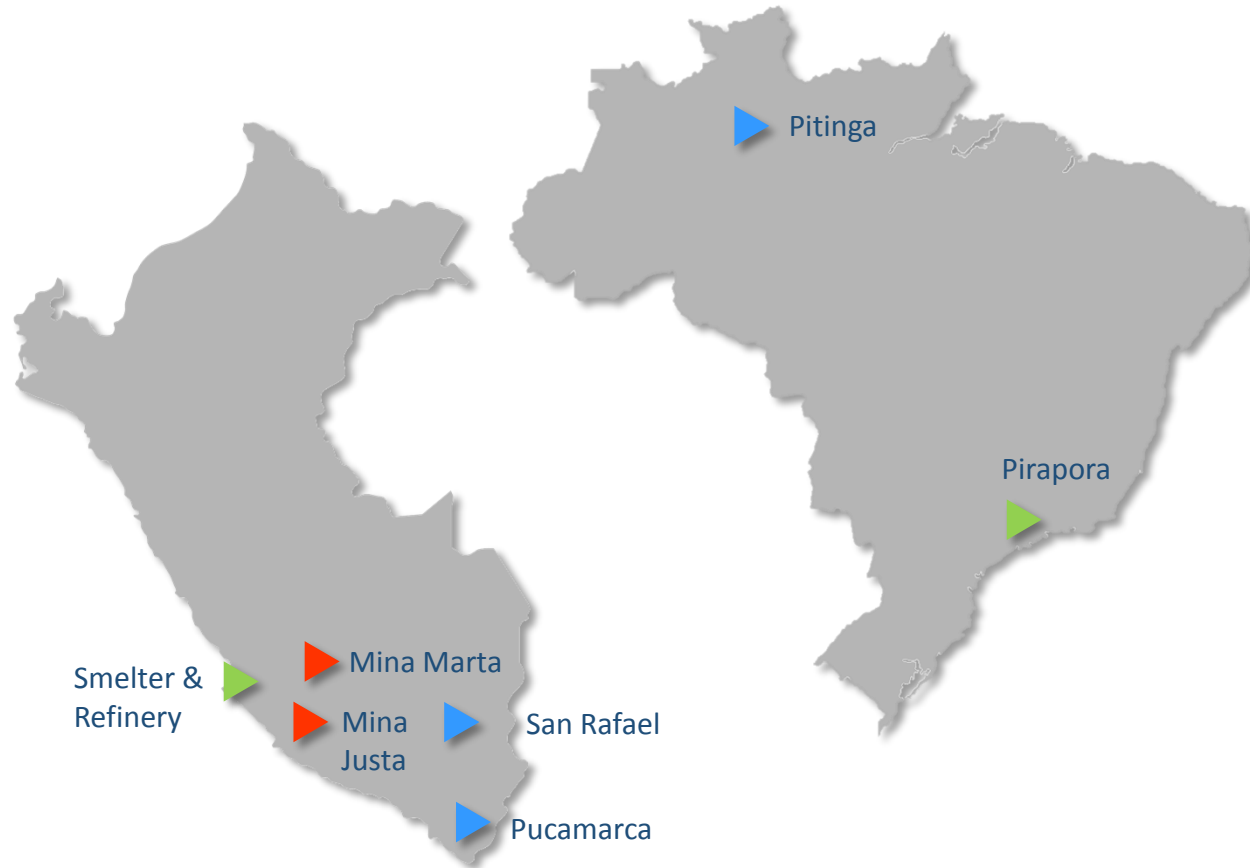 Pitinga
Pirapora
Smelter &
Refinery
Mina Marta
Mina
Justa
San Rafael
Pucamarca